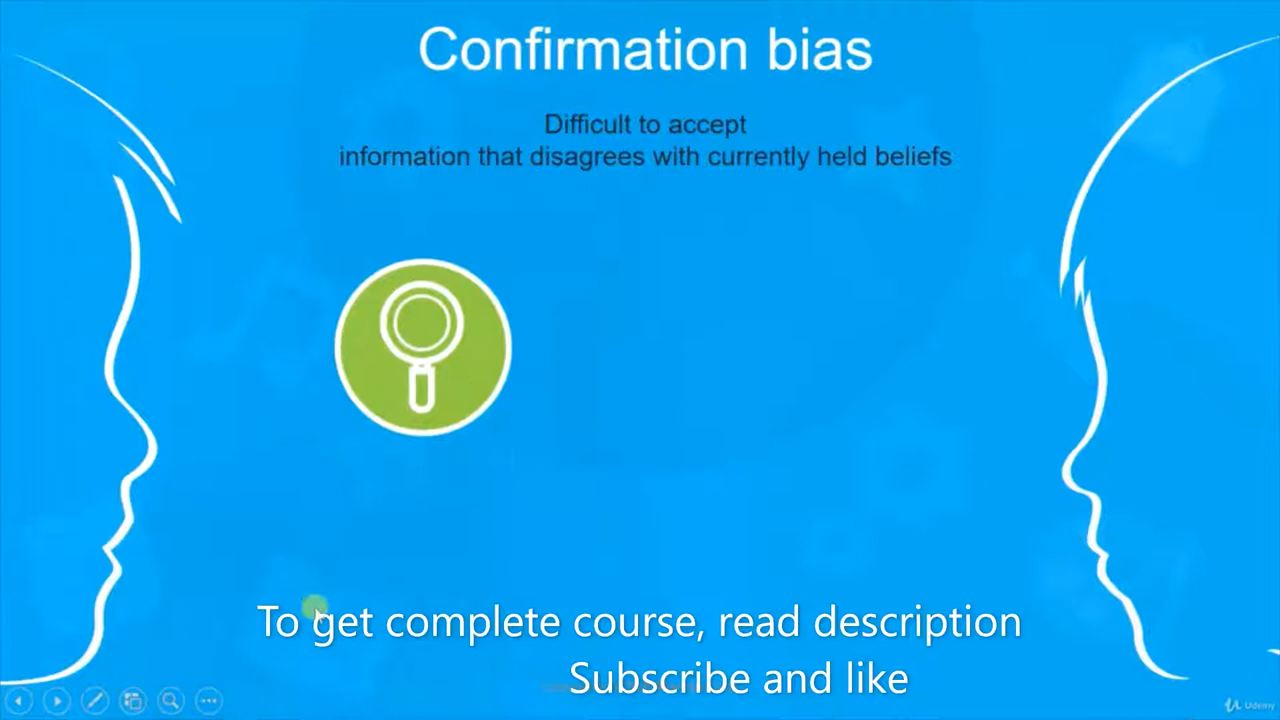 Confirmation bias
Difficult to accept
information that disagrees with currently held beliefs
To get complete course, read description
Subscribe and like
Udemy